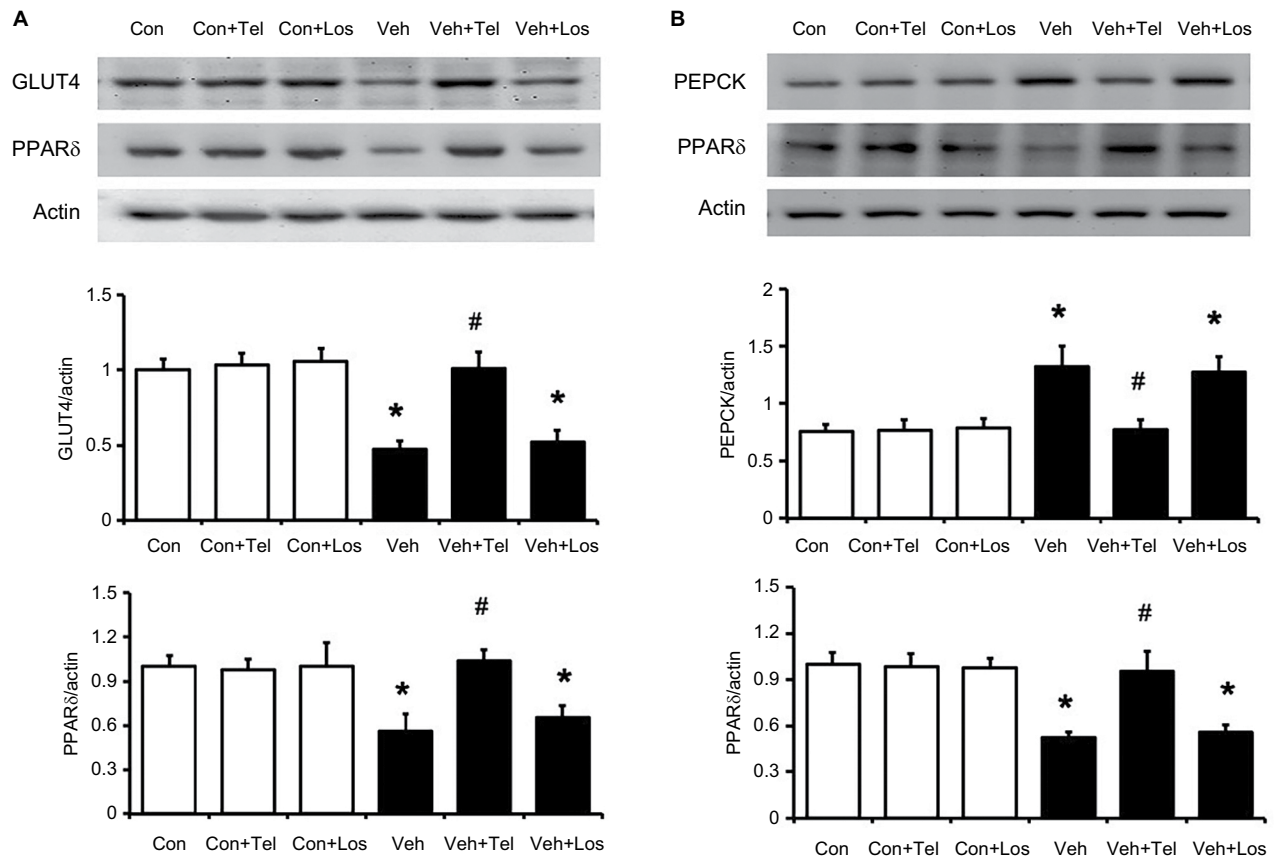 A
Con Con+Tel Con+Los Veh Veh+Tel Veh+Los
GLUT4
PPARδ
Actin
1.5
1
0.5
0
GLUT4/actin
*
#
*
Con Con+Tel Con+Los Veh Veh+Tel Veh+Los
1.5
1.2
0.9
0.6
0.3
0
PPARδ/actin
*
#
*
Con Con+Tel Con+Los Veh Veh+Tel Veh+Los
B
Con Con+Tel Con+Los Veh Veh+Tel Veh+Los
PEPCK
PPARδ
Actin
2
1.5
1
0.5
0
PEPCK/actin
*
#
*
Con Con+Tel Con+Los Veh Veh+Tel Veh+Los
1.5
1.2
0.9
0.6
0.3
0
PPARδ/actin
*
#
*
Con Con+Tel Con+Los Veh Veh+Tel Veh+Los